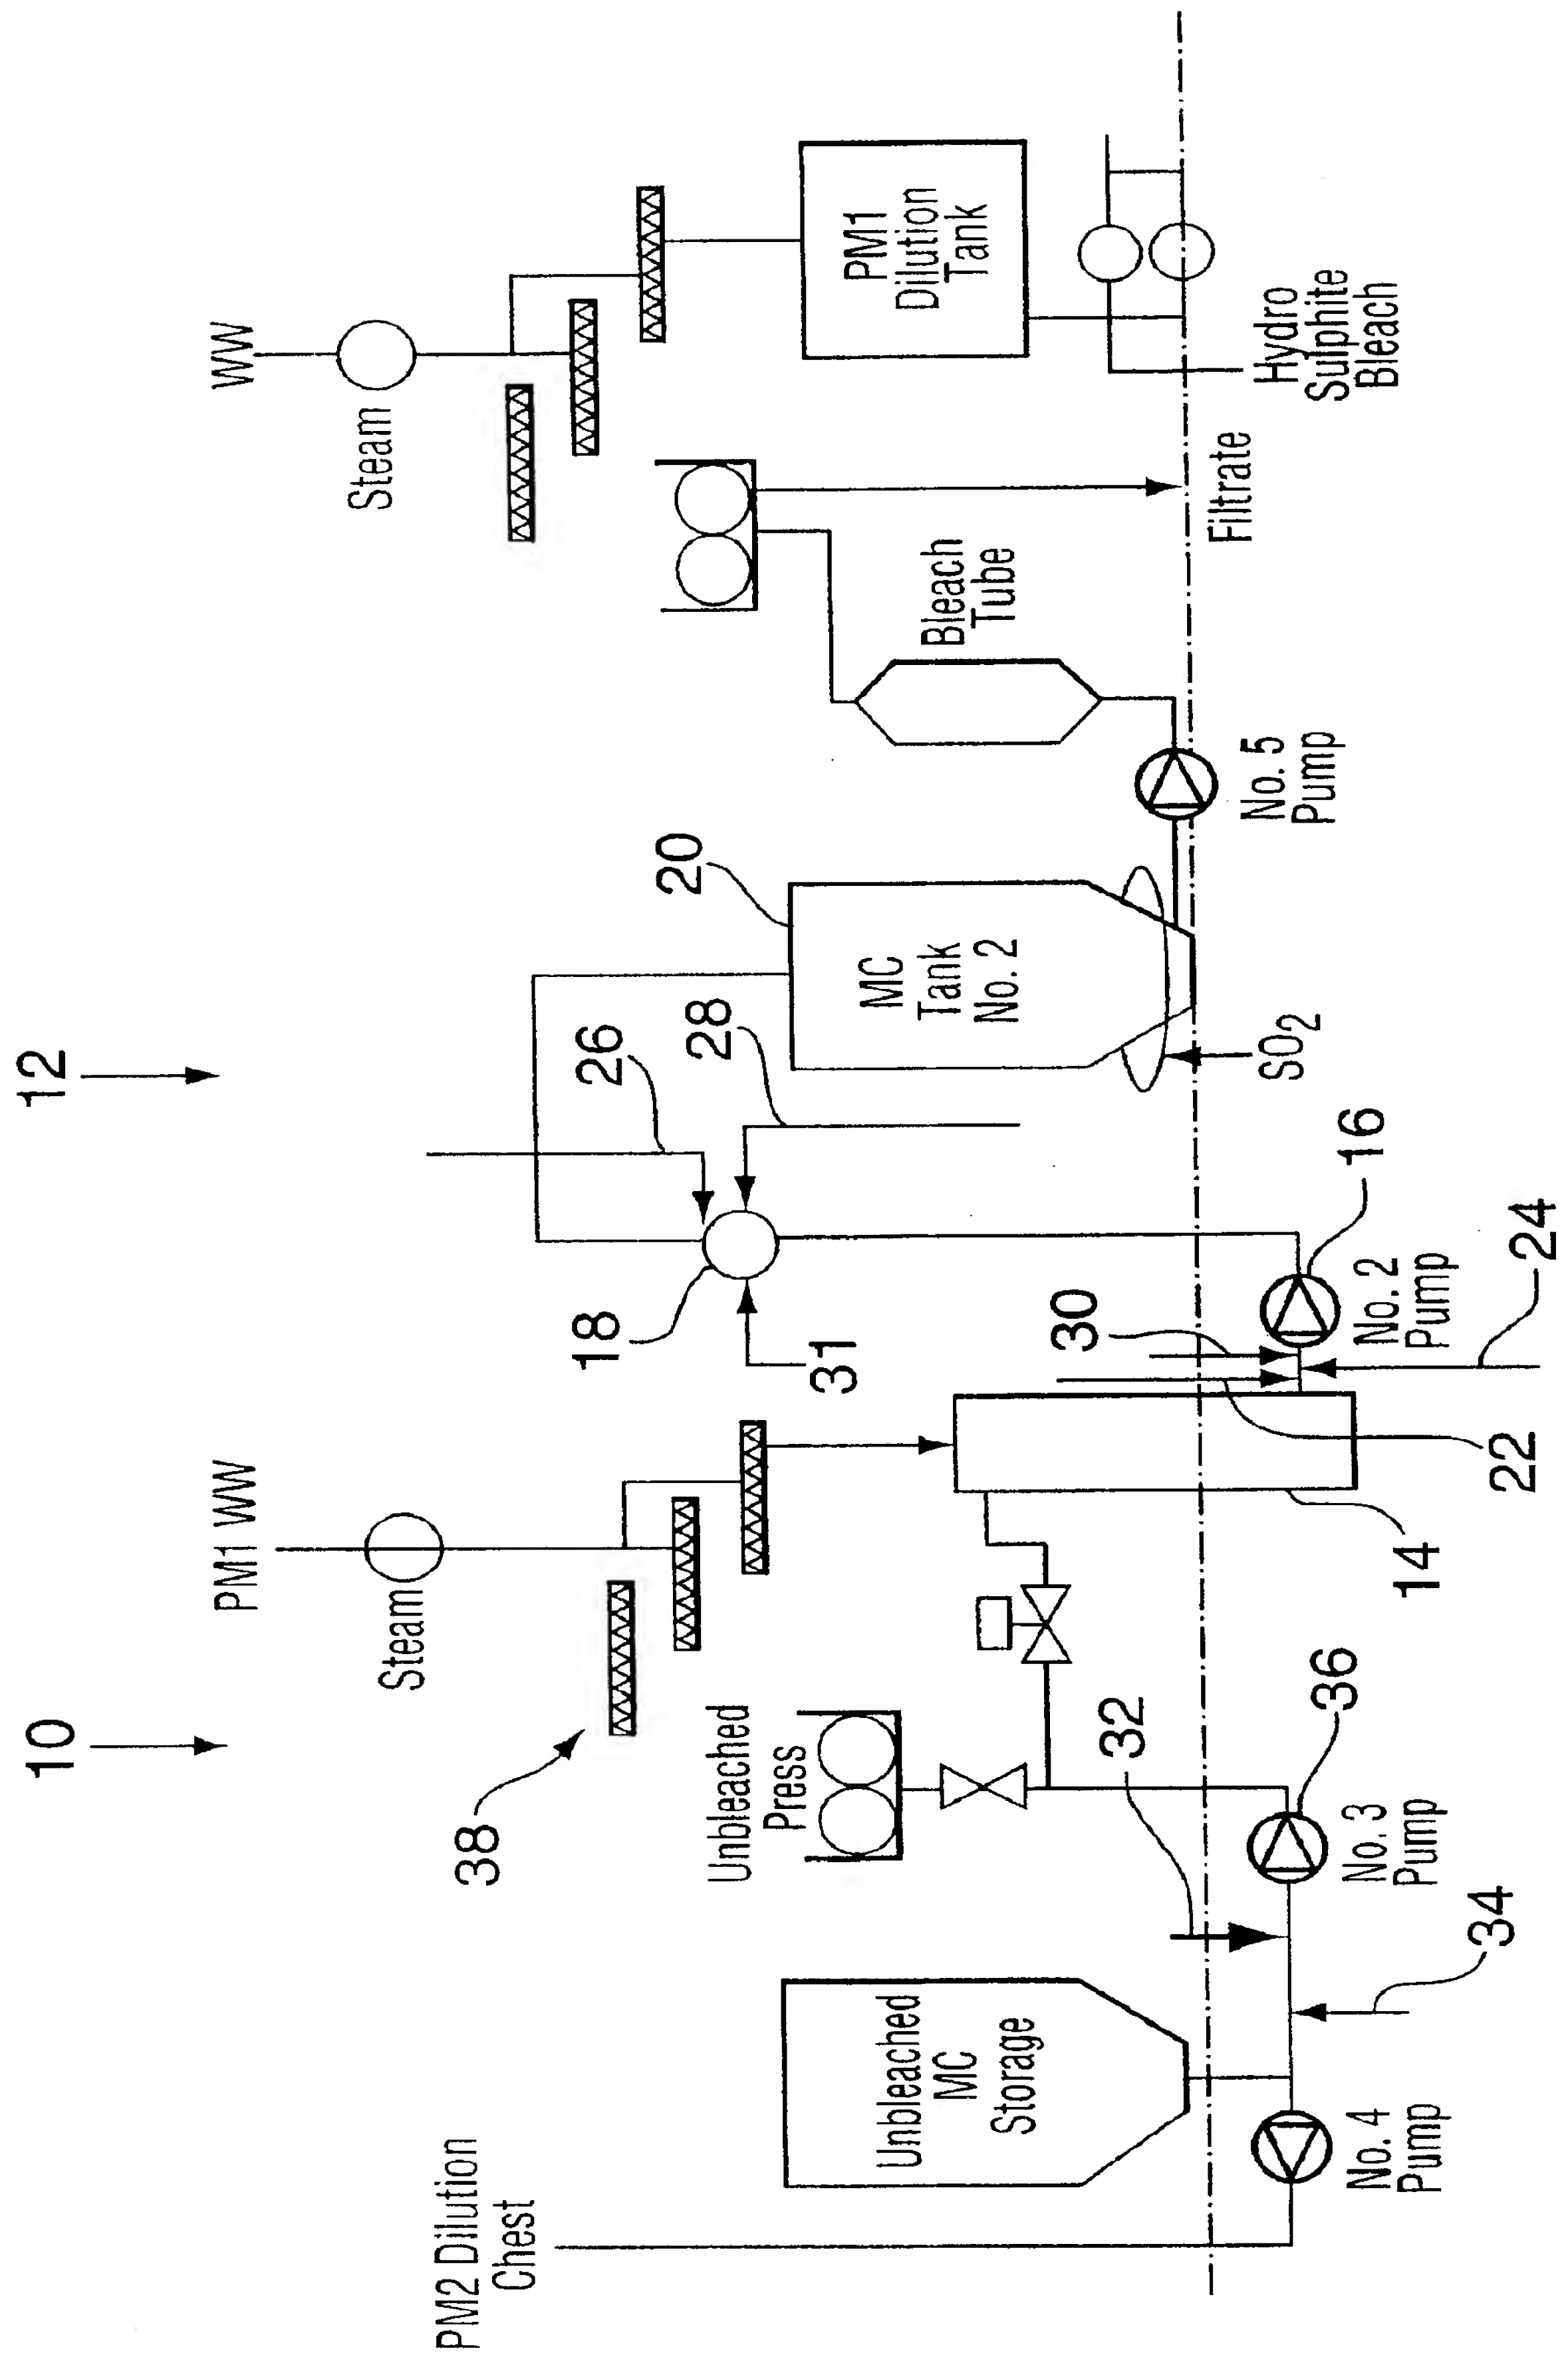 10
12
PM2 Dilution
Chest
PM1 WW
Steam
38
WW
Steam
Unbleached
MC
Storage
Unbleached
Press
18
31
26
28
20
MC
Tank
No. 2
Bleach
Tube
PM1
Dilution
Tank
32
30
SO2
Filtrate
Hydro
Sulphite
Bleach
No. 4
Pump
34
No. 3
Pump
36
14
22
No. 2
Pump
16
24
No. 5
Pump